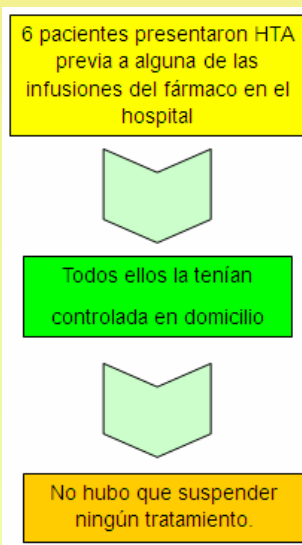 6 pacientes presentaron HTA
previa a alguna de las
infusiones del fármaco en el
hospital
Todos ellos la tenían
controlada en domicilio
No hubo que suspender
ningún tratamiento.